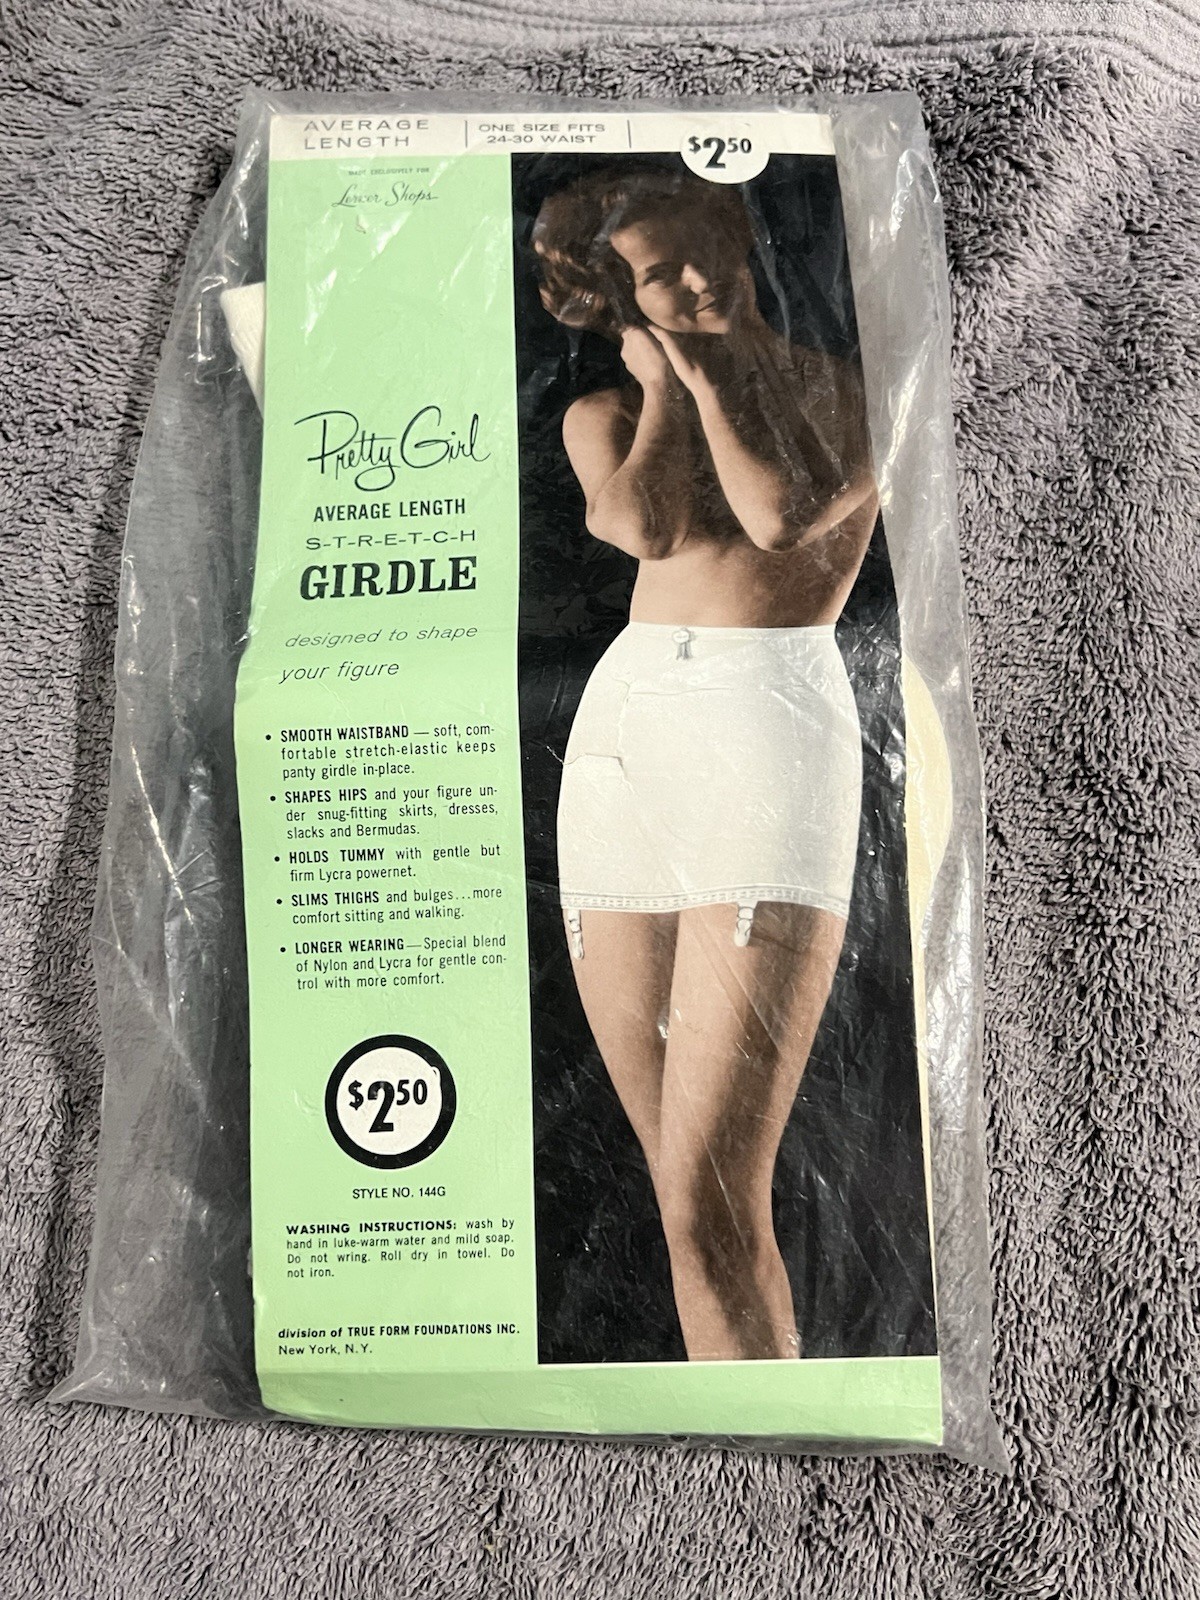 AVERAGE
LENGTH
ONE SIZE FITS
24-30 WAIST
$2.50
MADE EXCLUSIVELY FOR
Lerner Shops
Pretty Girl
AVERAGE LENGTH
S-T-R-E-T-C-H
GIRDLE
designed to shape
your figure
• SMOOTH WAISTBAND — soft, com-
fortable stretch-elastic keeps
panty girdle in-place.
• SHAPES HIPS and your figure un-
der snug-fitting skirts, dresses,
slacks and Bermudas.
• HOLDS TUMMY with gentle but
firm Lycra powernet.
• SLIMS THIGHS and bulges...more
comfort sitting and walking.
• LONGER WEARING — Special blend
of Nylon and Lycra for gentle con-
trol with more comfort.
$2.50
STYLE NO. 144G
WASHING INSTRUCTIONS: wash by
hand in luke-warm water and mild soap.
Do not wring. Roll dry in towel. Do
not iron.
division of TRUE FORM FOUNDATIONS INC.
New York, N.Y.